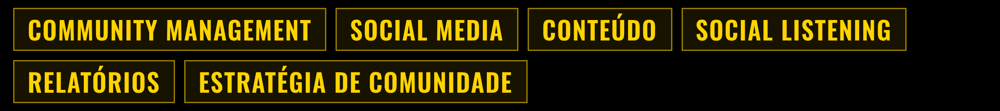 COMMUNITY MANAGEMENT SOCIAL MEDIA CONTEÚDO SOCIAL LISTENING
RELATÓRIOS ESTRATÉGIA DE COMUNIDADE